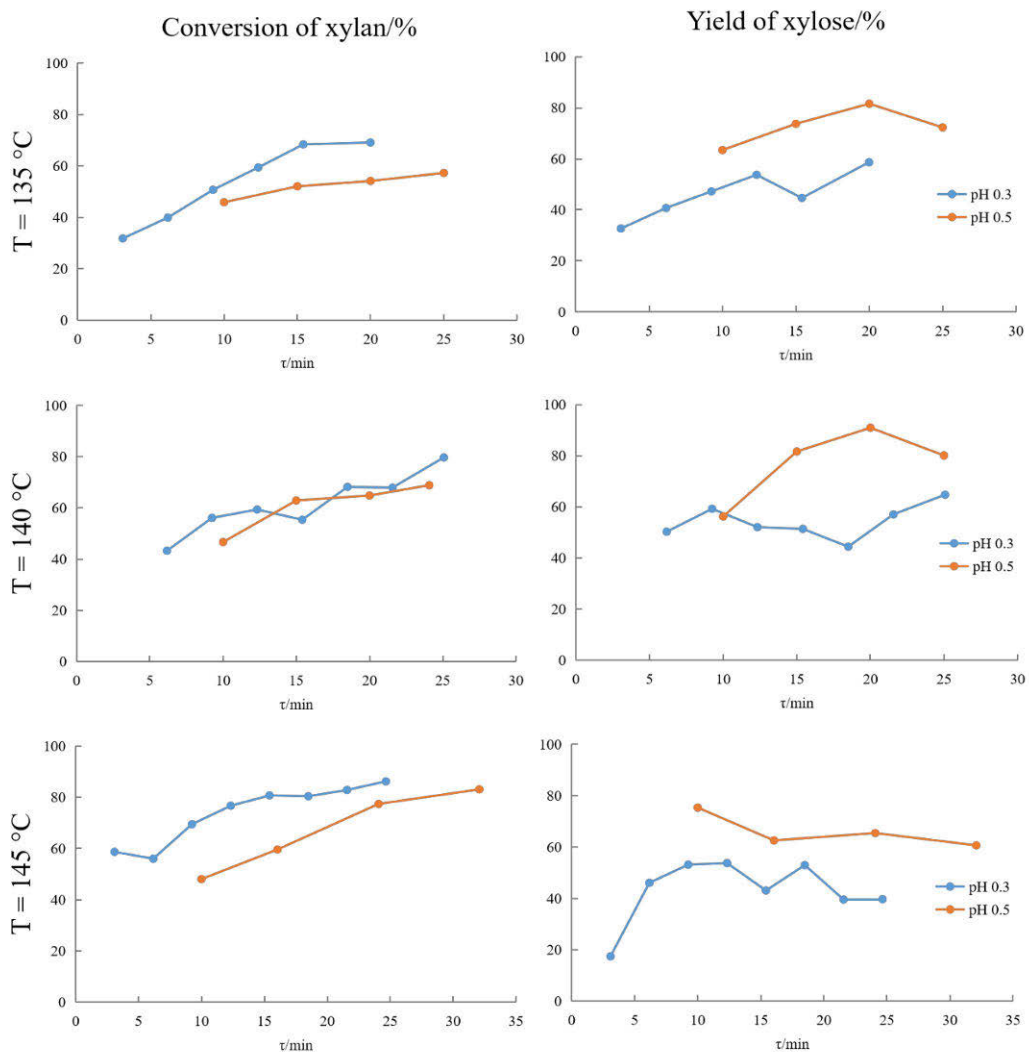 Conversion of xylan/%
Yield of xylose/%
T = 135 °C
100
80
60
40
20
0
0 5 10 15 20 25 30
τ/min
100
80
60
40
20
0
0 5 10 15 20 25 30
τ/min
pH 0.3
pH 0.5
T = 140 °C
100
80
60
40
20
0
0 5 10 15 20 25 30
τ/min
100
80
60
40
20
0
0 5 10 15 20 25 30
τ/min
pH 0.3
pH 0.5
T = 145 °C
100
80
60
40
20
0
0 5 10 15 20 25 30 35
τ/min
100
80
60
40
20
0
0 5 10 15 20 25 30 35
τ/min
pH 0.3
pH 0.5